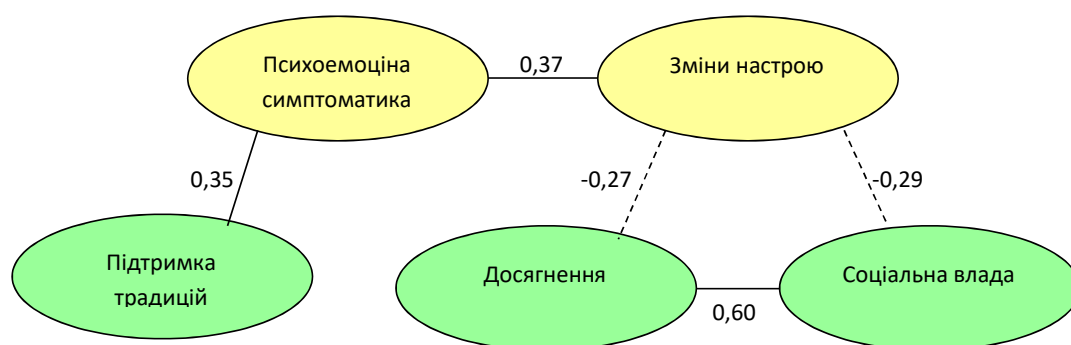 Психоемоціна
симптоматика
0,37
Зміни настрою
0,35
-0,27
-0,29
Підтримка
традицій
Досягнення
0,60
Соціальна влада